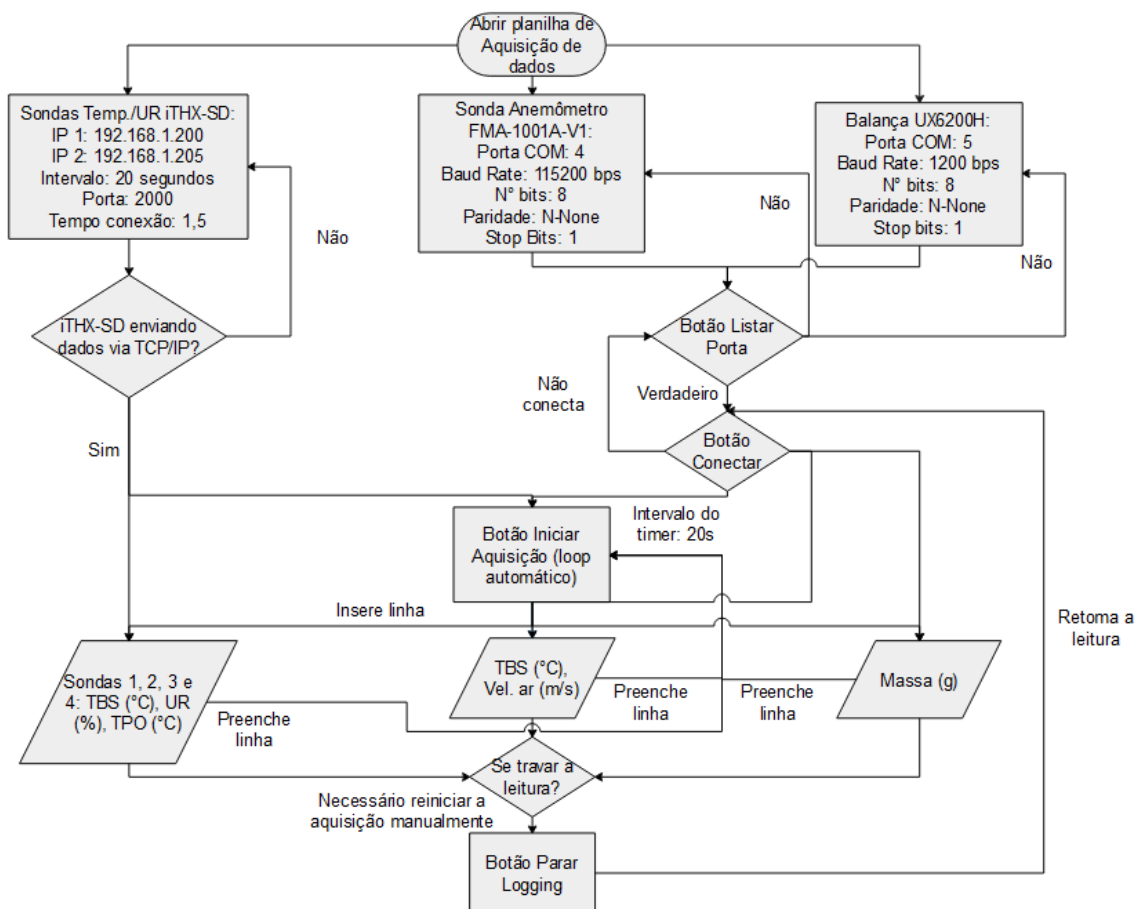 Abrir planilha de
Aquisição de
dados
Sondas Temp./UR iTHX-SD:
IP 1: 192.168.1.200
IP 2: 192.168.1.205
Intervalo: 20 segundos
Porta: 2000
Tempo conexão: 1,5
Sonda Anemômetro
FMA-1001A-V1:
Porta COM: 4
Baud Rate: 115200 bps
N° bits: 8
Paridade: N-None
Stop Bits: 1
Balança UX6200H:
Porta COM: 5
Baud Rate: 1200 bps
N° bits: 8
Paridade: N-None
Stop bits: 1
Não
Não
Não
iTHX-SD enviando
dados via TCP/IP?
Botão Listar
Porta
Não
conecta
Verdadeiro
Sim
Botão
Conectar
Botão Iniciar
Aquisição (loop
automático)
Intervalo do
timer: 20s
Insere linha
Retoma a
leitura
Sondas 1, 2, 3 e
4: TBS (°C), UR
(%), TPO (°C)
Preenche
linha
TBS (°C),
Vel. ar (m/s)
Preenche
linha
Preenche
linha
Massa (g)
Se travar a
leitura?
Necessário reiniciar a
aquisição manualmente
Botão Parar
Logging